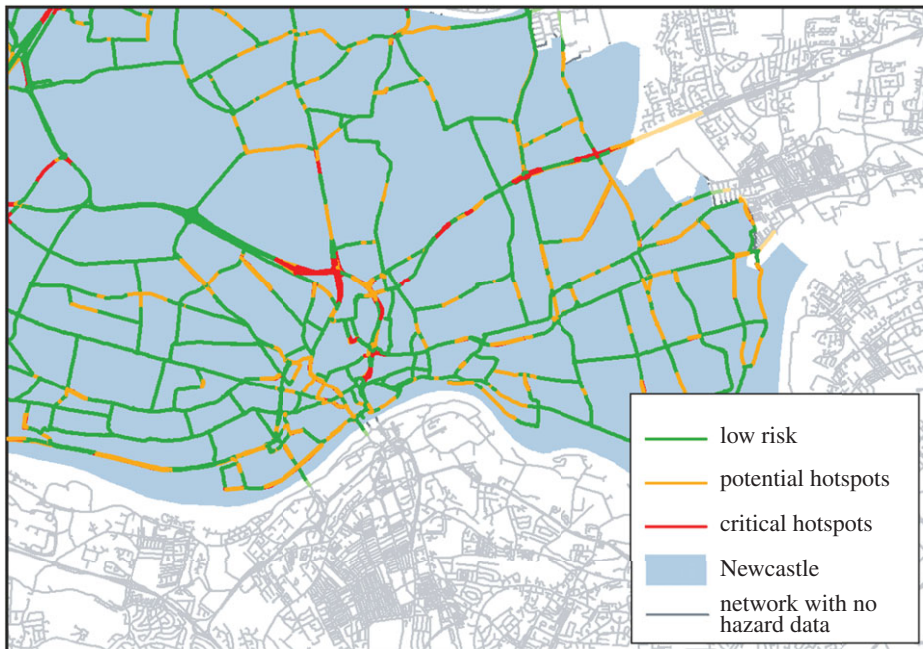 low risk
potential hotspots
critical hotspots
Newcastle
network with no
hazard data